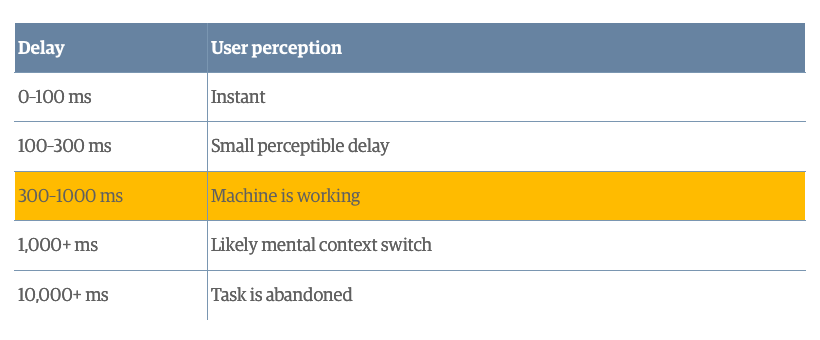 Delay User perception
0-100 ms Instant
100-300 ms Small perceptible delay
300-1000 ms Machine is working
1,000+ ms Likely mental context switch
10,000+ ms Task is abandoned